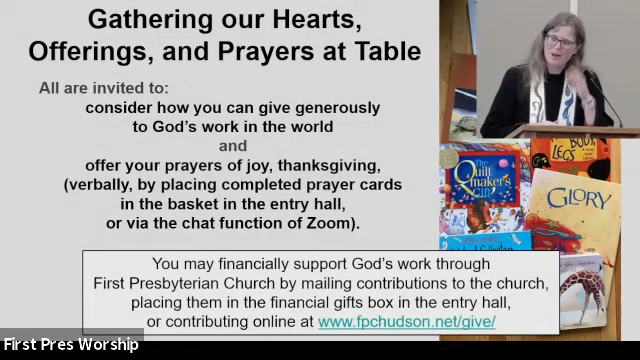 Gathering our Hearts,
Offerings, and Prayers at Table
All are invited to:
consider how you can give generously
to God's work in the world
and
offer your prayers of joy, thanksgiving,
(verbally, by placing completed prayer cards
in the basket in the entry hall,
or via the chat function of Zoom).
You may financially support God's work through
First Presbyterian Church by mailing contributions to the church,
placing them in the financial gifts box in the entry hall,
or contributing online at www.fpchudson.net/give/
The
Quilt
maker's
Gift
LEGS
GLORY
First Pres Worship